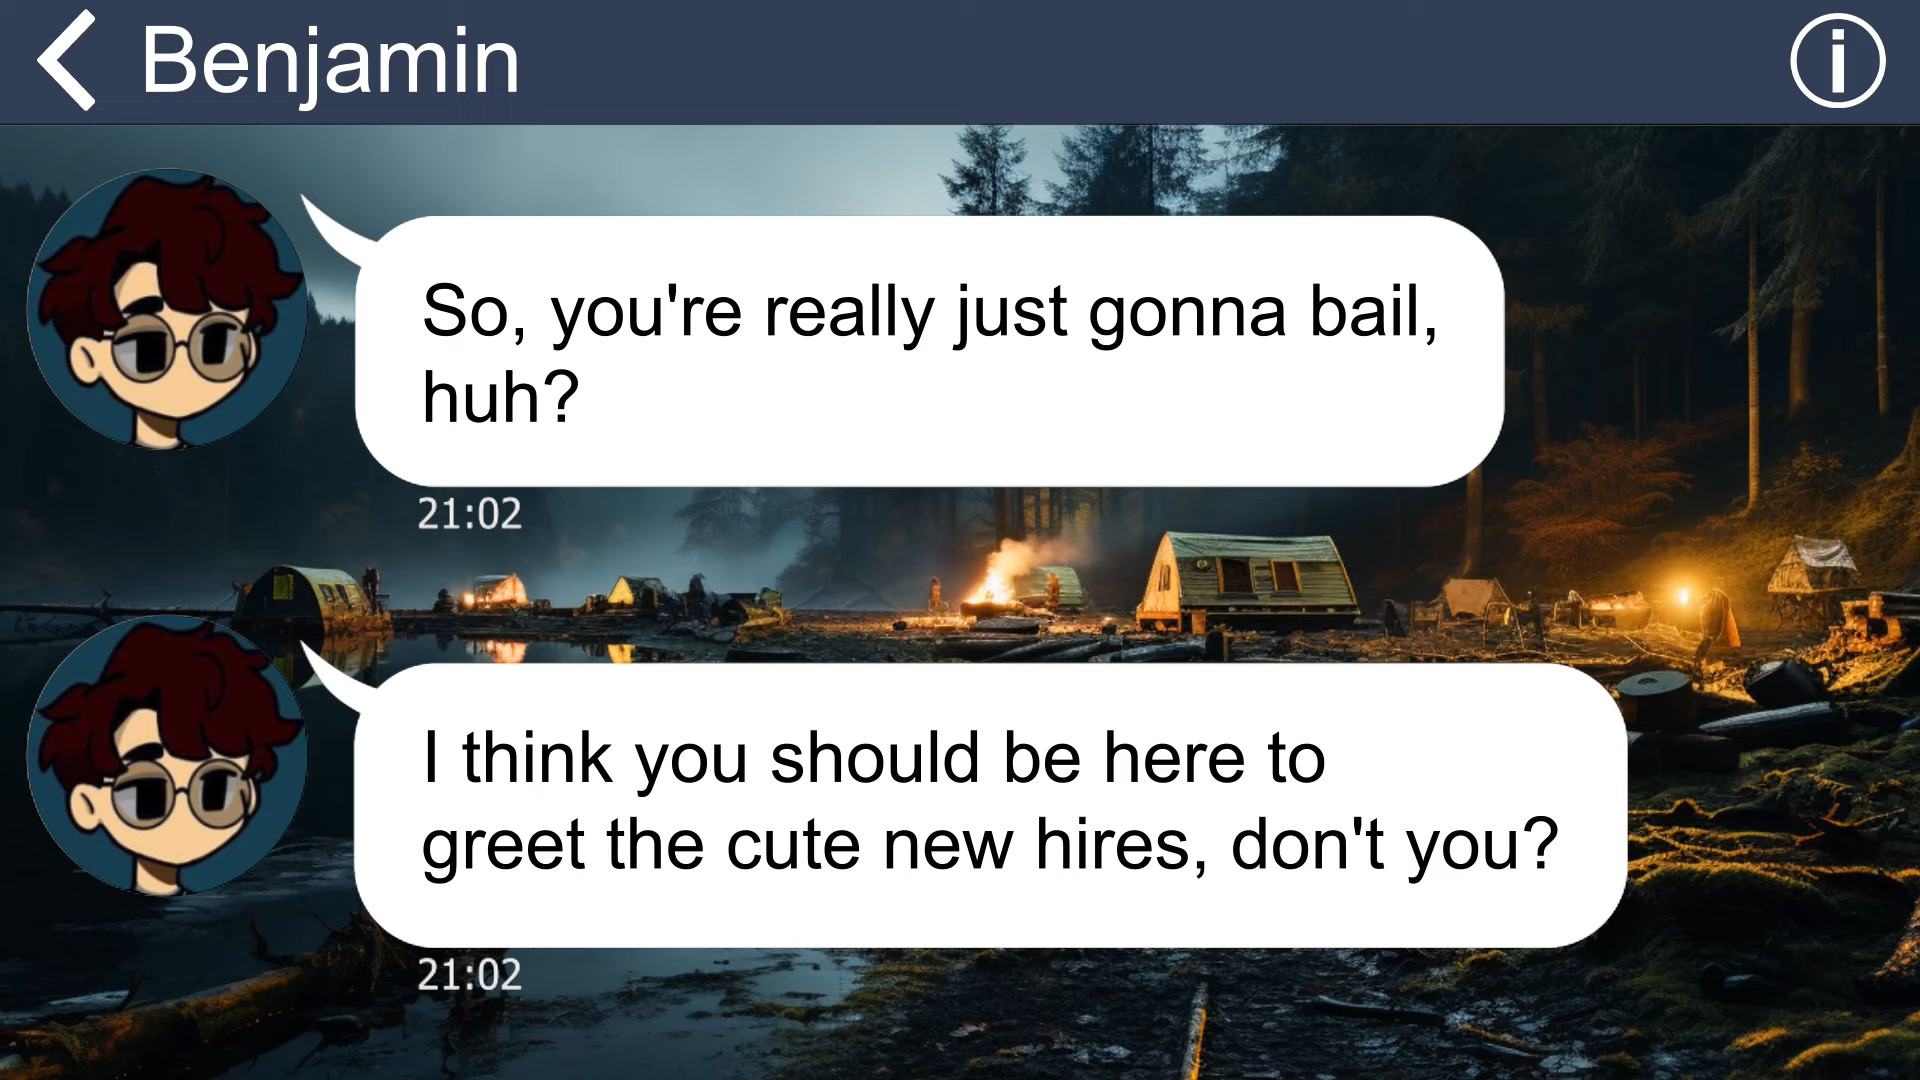 Benjamin
So, you're really just gonna bail,
huh?
21:02
I think you should be here to
greet the cute new hires, don't you?
21:02